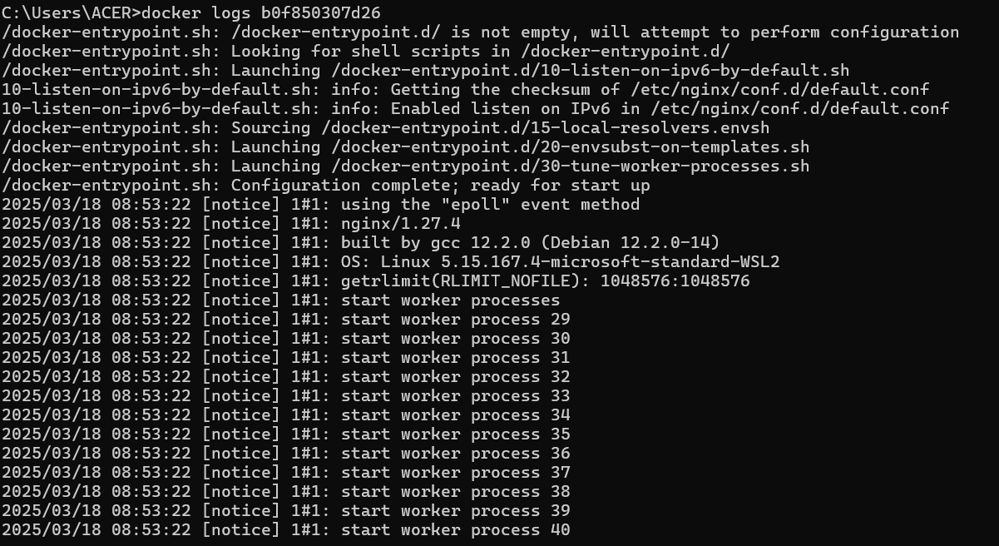 C:\Users\ACER>docker logs b0f850307d26
/docker-entrypoint.sh: /docker-entrypoint.d/ is not empty, will attempt to perform configuration
/docker-entrypoint.sh: Looking for shell scripts in /docker-entrypoint.d/
/docker-entrypoint.sh: Launching /docker-entrypoint.d/10-listen-on-ipv6-by-default.sh
10-listen-on-ipv6-by-default.sh: info: Getting the checksum of /etc/nginx/conf.d/default.conf
10-listen-on-ipv6-by-default.sh: info: Enabled listen on IPv6 in /etc/nginx/conf.d/default.conf
/docker-entrypoint.sh: Sourcing /docker-entrypoint.d/15-local-resolvers.envsh
/docker-entrypoint.sh: Launching /docker-entrypoint.d/20-envsubst-on-templates.sh
/docker-entrypoint.sh: Launching /docker-entrypoint.d/30-tune-worker-processes.sh
/docker-entrypoint.sh: Configuration complete; ready for start up
2025/03/18 08:53:22 [notice] 1#1: using the "epoll" event method
2025/03/18 08:53:22 [notice] 1#1: nginx/1.27.4
2025/03/18 08:53:22 [notice] 1#1: built by gcc 12.2.0 (Debian 12.2.0-14)
2025/03/18 08:53:22 [notice] 1#1: OS: Linux 5.15.167.4-microsoft-standard-WSL2
2025/03/18 08:53:22 [notice] 1#1: getrlimit(RLIMIT_NOFILE): 1048576:1048576
2025/03/18 08:53:22 [notice] 1#1: start worker processes
2025/03/18 08:53:22 [notice] 1#1: start worker process 29
2025/03/18 08:53:22 [notice] 1#1: start worker process 30
2025/03/18 08:53:22 [notice] 1#1: start worker process 31
2025/03/18 08:53:22 [notice] 1#1: start worker process 32
2025/03/18 08:53:22 [notice] 1#1: start worker process 33
2025/03/18 08:53:22 [notice] 1#1: start worker process 34
2025/03/18 08:53:22 [notice] 1#1: start worker process 35
2025/03/18 08:53:22 [notice] 1#1: start worker process 36
2025/03/18 08:53:22 [notice] 1#1: start worker process 37
2025/03/18 08:53:22 [notice] 1#1: start worker process 38
2025/03/18 08:53:22 [notice] 1#1: start worker process 39
2025/03/18 08:53:22 [notice] 1#1: start worker process 40